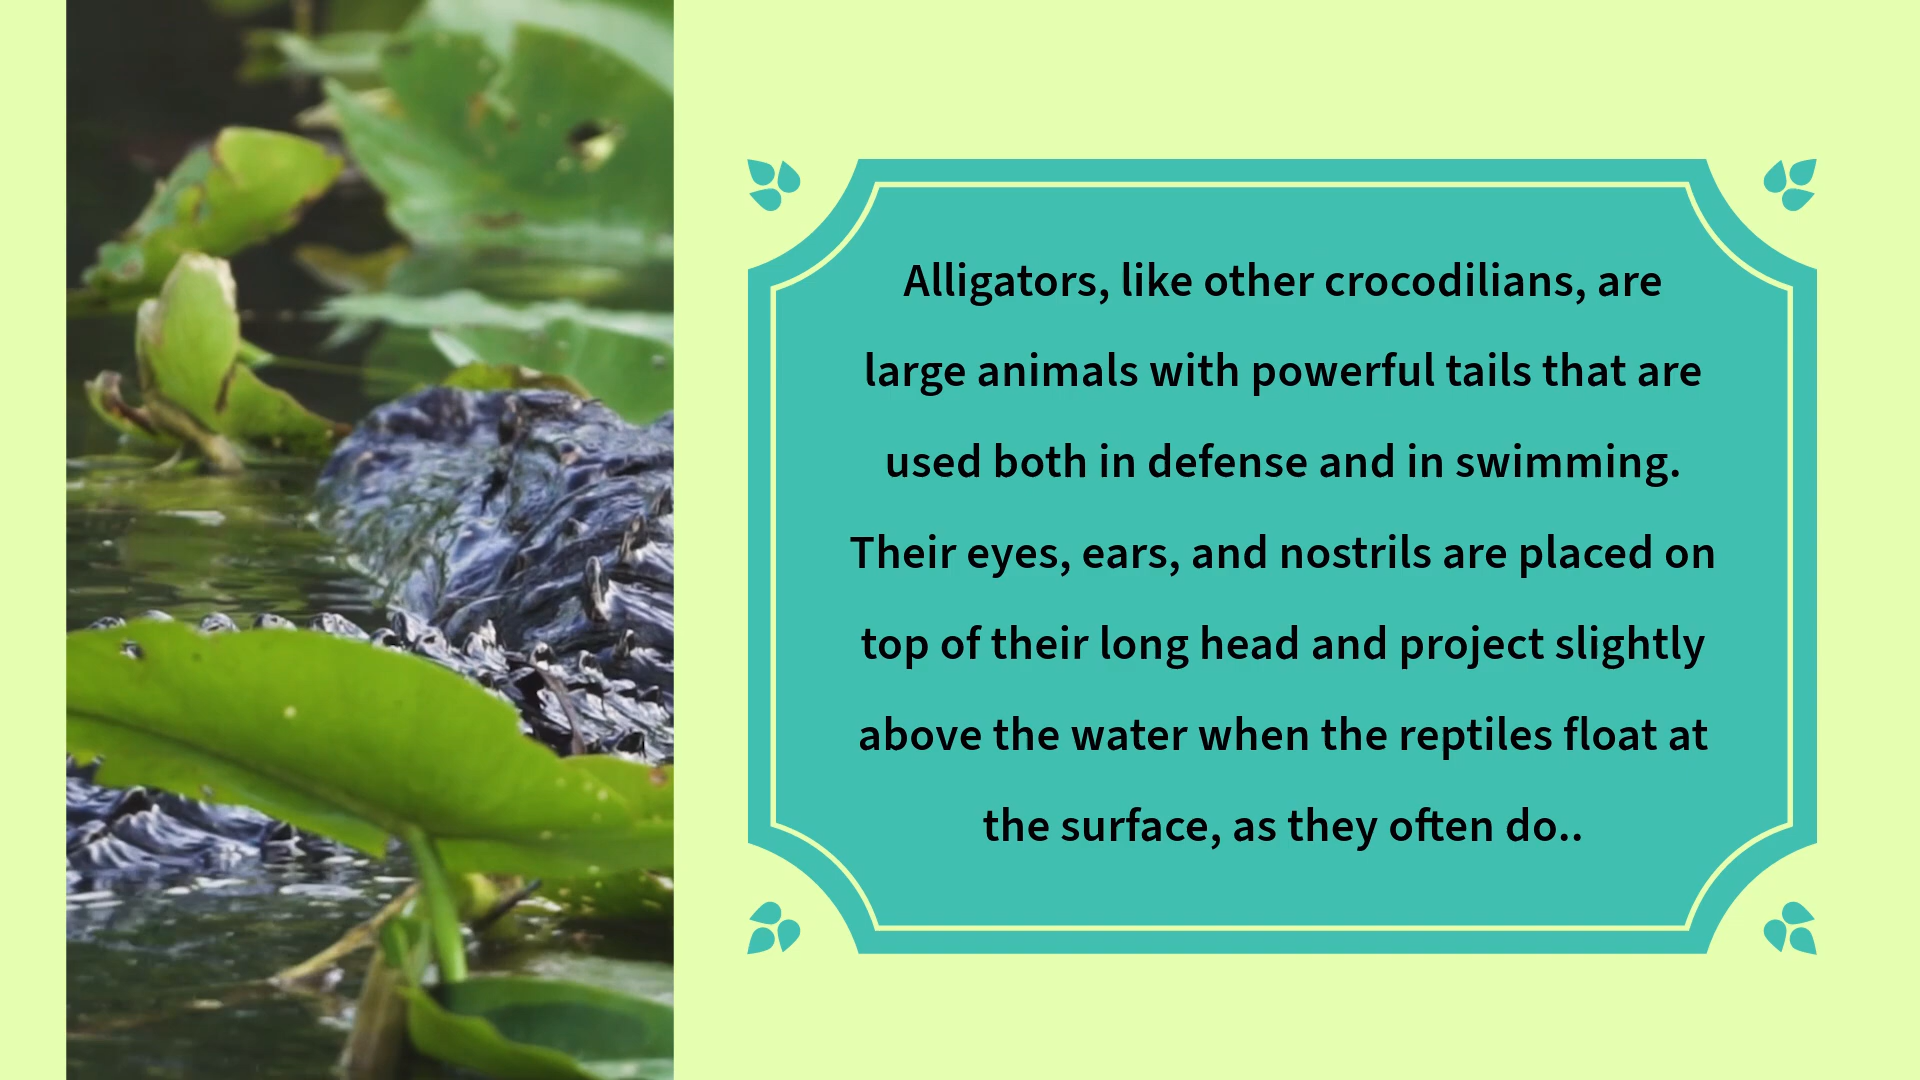 Alligators, like other crocodilians, are
large animals with powerful tails that are
used both in defense and in swimming.
Their eyes, ears, and nostrils are placed on
top of their long head and project slightly
above the water when the reptiles float at
the surface, as they often do..